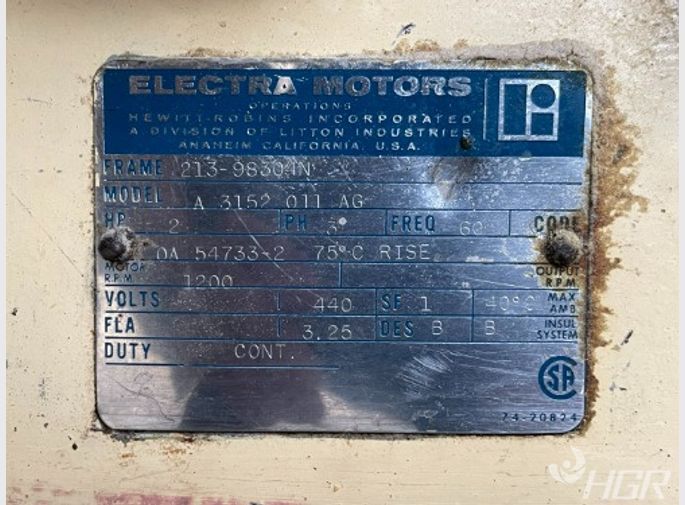 ELECTRA MOTORS
OPERATIONS
HEWITT-ROBINS INCORPORATED
A DIVISION OF LITTON INDUSTRIES
ANAHEIM CALIFORNIA, U.S.A.
FRAME 213-98304N
MODEL A 3152 011 AG
HP 2 PH 3 FREQ 60 CODE
OA 54733-2 75°C RISE
MOTOR R.P.M. 1200 OUTPUT R.P.M.
VOLTS 440 SF 1 40°C MAX AMB
FLA 3.25 DES B B INSUL SYSTEM
DUTY CONT.
SA
74-20824
HGR